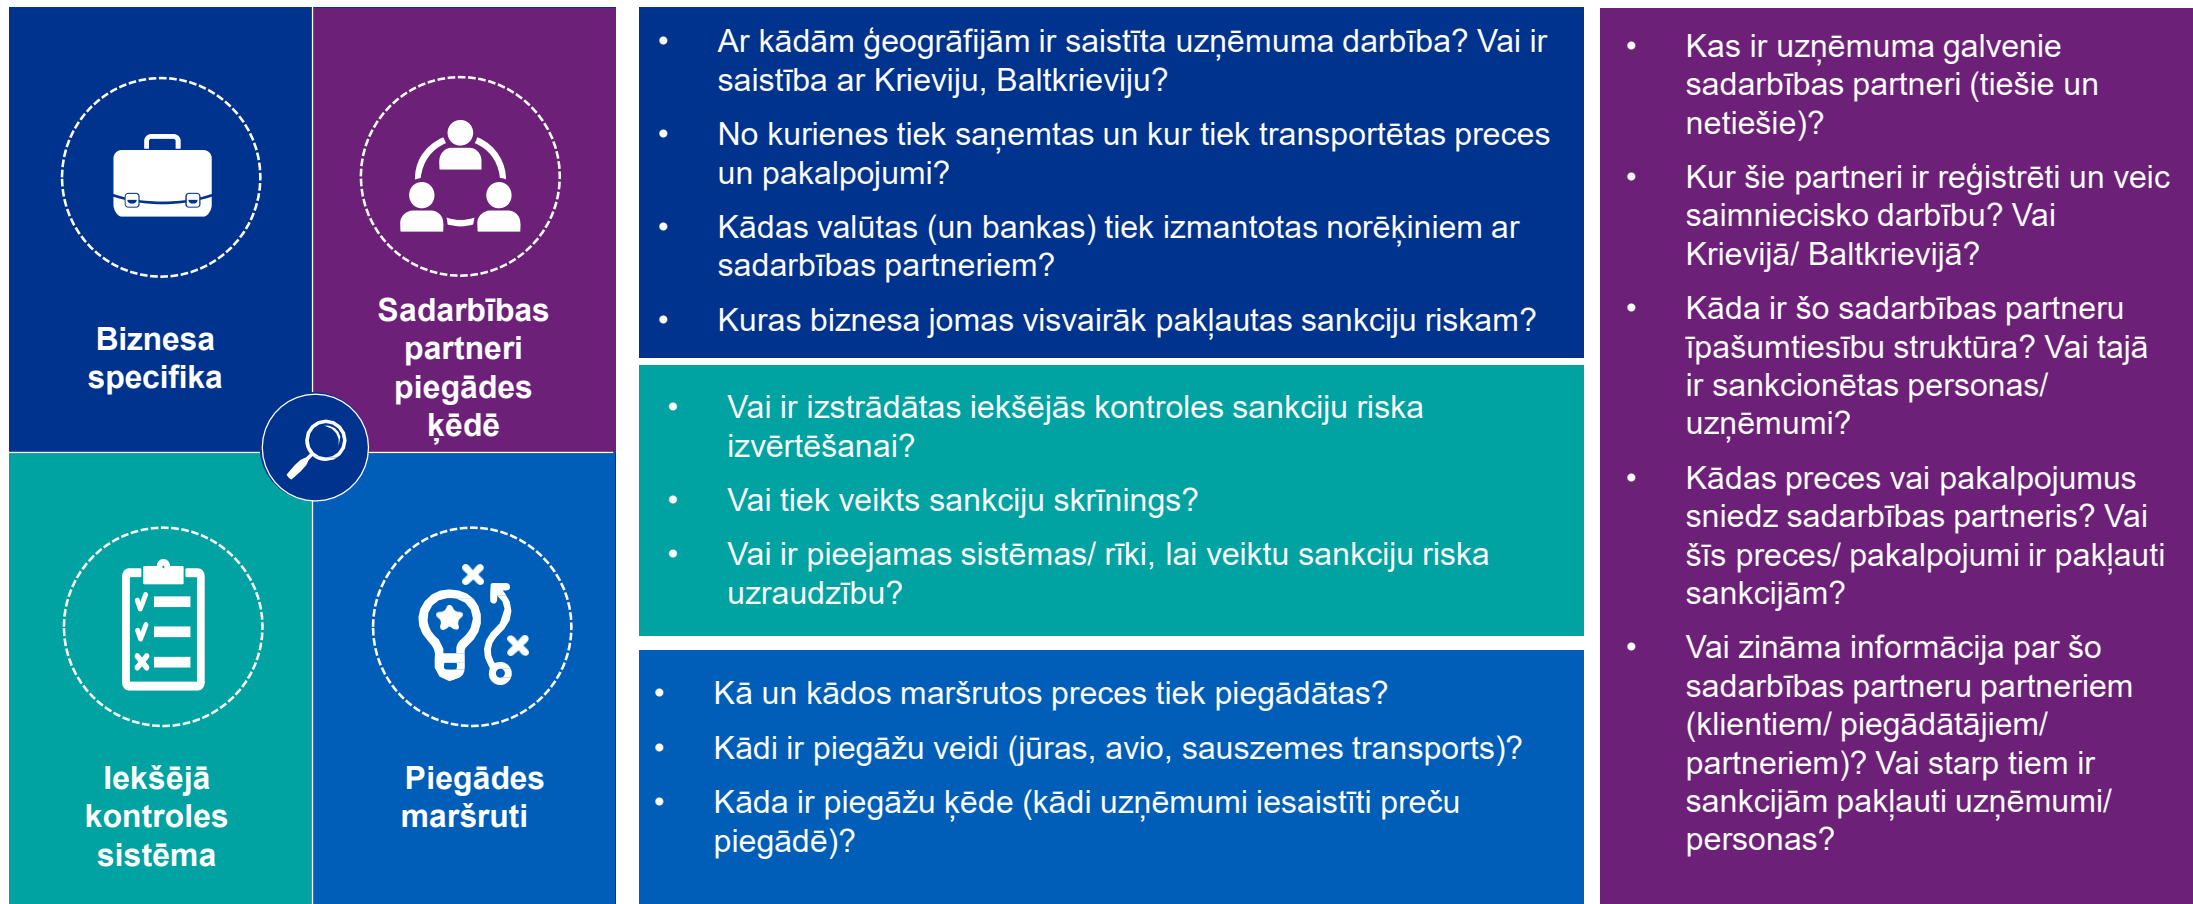 Biznesa
specifika
Sadarbības
partneri
piegādes
ķēdē
Iekšējā
kontroles
sistēma
Piegādes
maršruti
• Ar kādām ģeogrāfijām ir saistīta uzņēmuma darbība? Vai ir
saistība ar Krieviju, Baltkrieviju?
• No kurienes tiek saņemtas un kur tiek transportētas preces
un pakalpojumi?
• Kādas valūtas (un bankas) tiek izmantotas norēķiniem ar
sadarbības partneriem?
• Kuras biznesa jomas visvairāk pakļautas sankciju riskam?
• Vai ir izstrādātas iekšējās kontroles sankciju riska
izvērtēšanai?
• Vai tiek veikts sankciju skrīnings?
• Vai ir pieejamas sistēmas/ rīki, lai veiktu sankciju riska
uzraudzību?
• Kā un kādos maršrutos preces tiek piegādātas?
• Kādi ir piegāžu veidi (jūras, avio, sauszemes transports)?
• Kāda ir piegāžu ķēde (kādi uzņēmumi iesaistīti preču
piegādē)?
• Kas ir uzņēmuma galvenie
sadarbības partneri (tiešie un
netiešie)?
• Kur šie partneri ir reģistrēti un veic
saimniecisko darbību? Vai
Krievijā/ Baltkrievijā?
• Kāda ir šo sadarbības partneru
īpašumtiesību struktūra? Vai tajā
ir sankcionētas personas/
uzņēmumi?
• Kādas preces vai pakalpojumus
sniedz sadarbības partneris? Vai
šīs preces/ pakalpojumi ir pakļauti
sankcijām?
• Vai zināma informācija par šo
sadarbības partneru partneriem
(klientiem/ piegādātājiem/
partneriem)? Vai starp tiem ir
sankcijām pakļauti uzņēmumi/
personas?